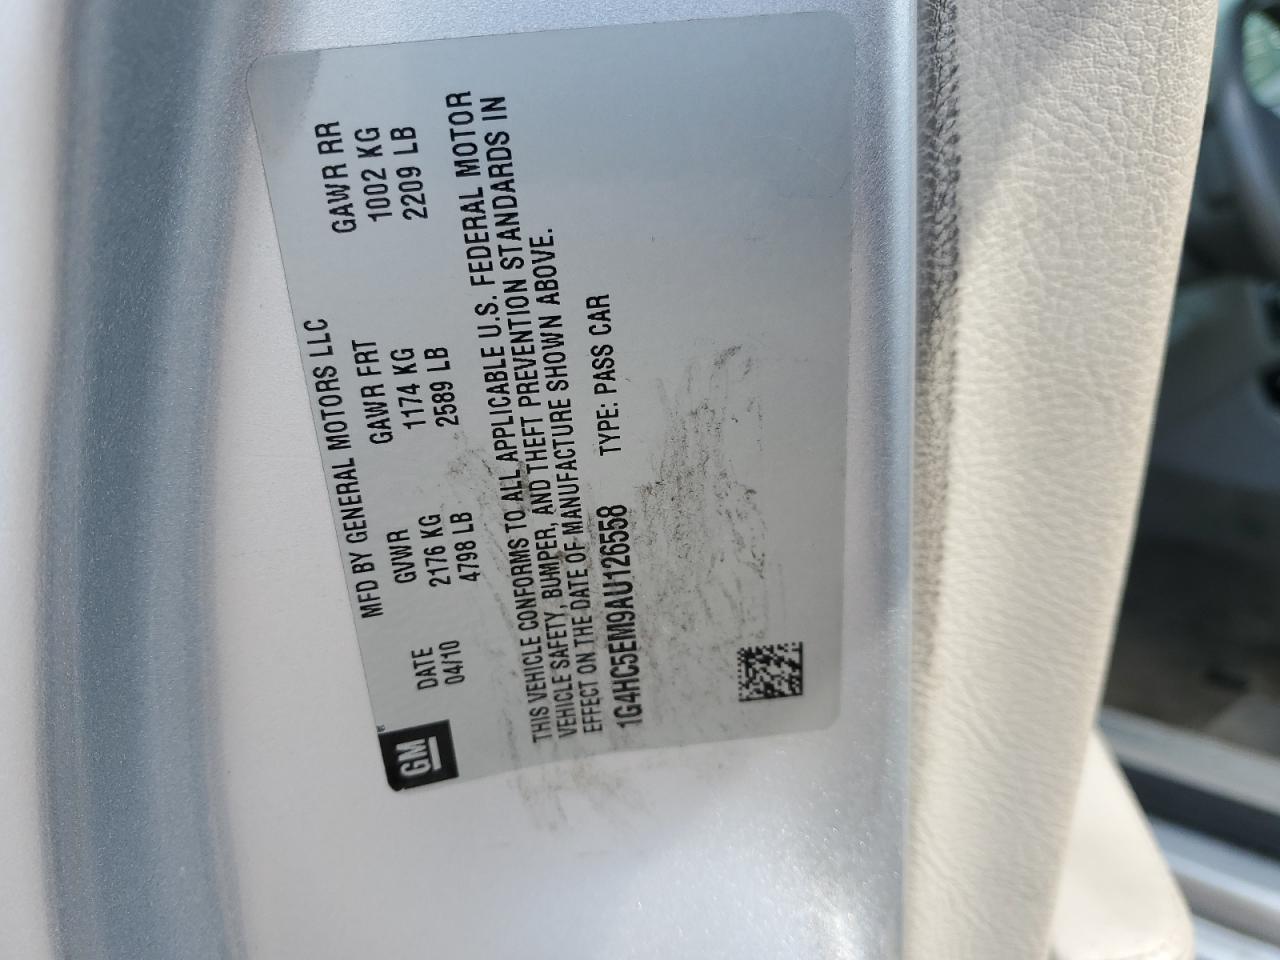 GM
MFD BY GENERAL MOTORS LLC
DATE GVWR GAWR FRT GAWR RR
04/10 2176 KG 1174 KG 1002 KG
4798 LB 2589 LB 2209 LB
THIS VEHICLE CONFORMS TO ALL APPLICABLE U.S. FEDERAL MOTOR
VEHICLE SAFETY, BUMPER, AND THEFT PREVENTION STANDARDS IN
EFFECT ON THE DATE OF MANUFACTURE SHOWN ABOVE.
1G4HC5EM9AU126558 TYPE: PASS CAR